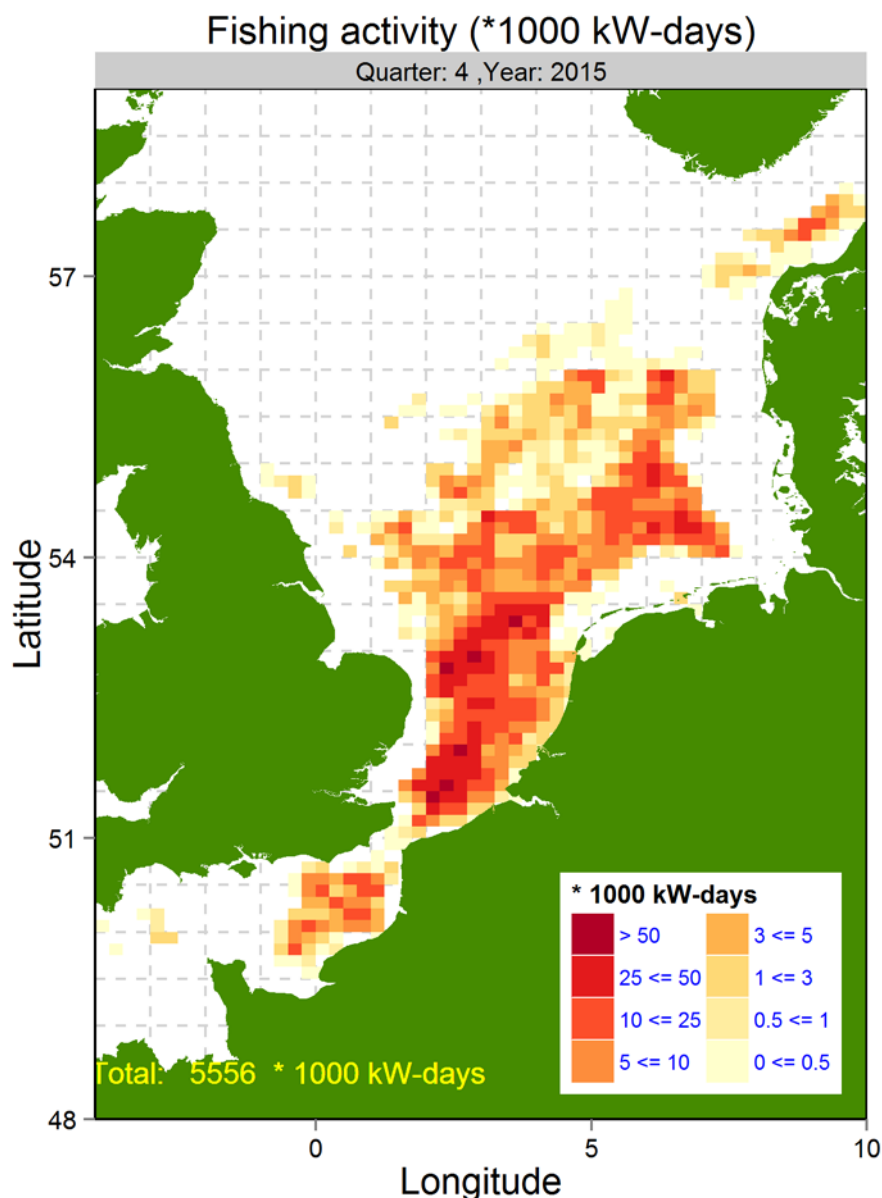 Fishing activity (*1000 kW-days)
Quarter: 4 ,Year: 2015
57
54
51
48
Latitude
* 1000 kW-days
> 50
25 <= 50
10 <= 25
5 <= 10
3 <= 5
1 <= 3
0.5 <= 1
0 <= 0.5
Total: 5556 * 1000 kW-days
0
5
10
Longitude